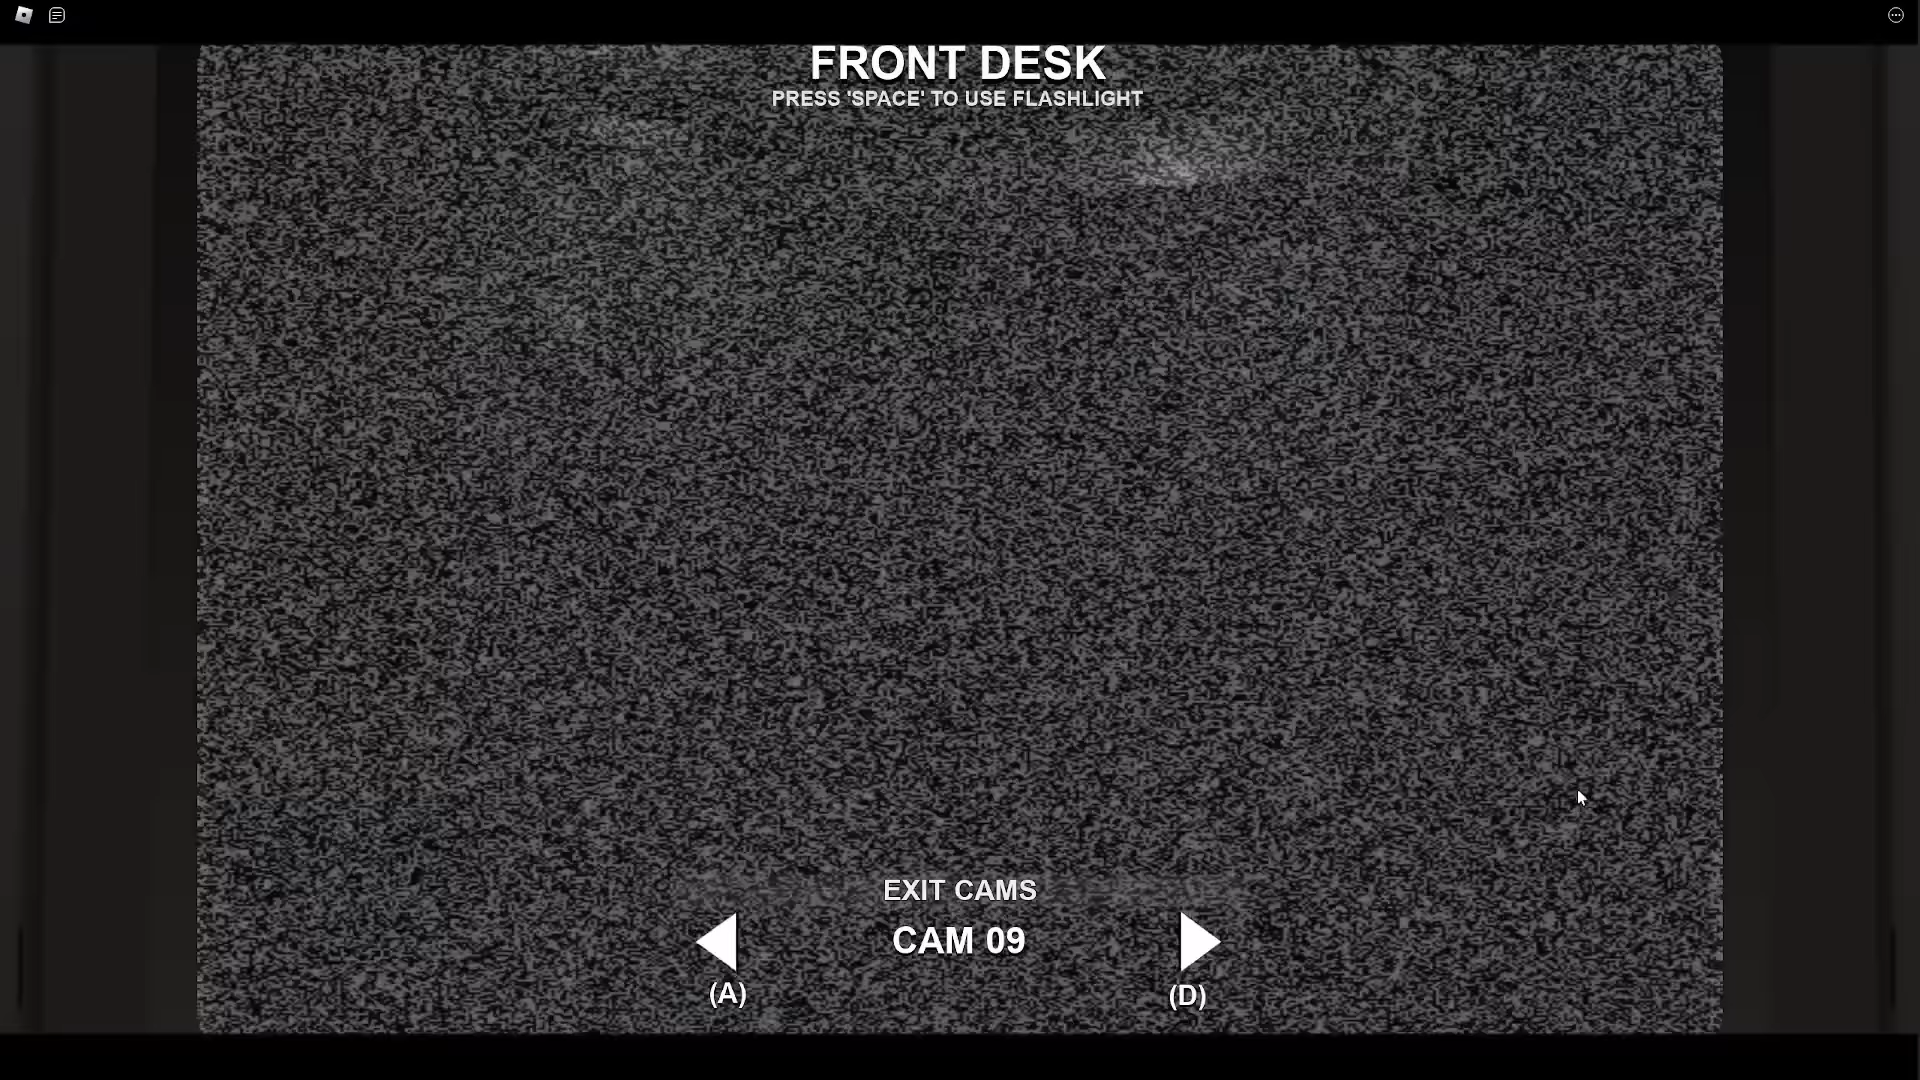 FRONT DESK
PRESS 'SPACE' TO USE FLASHLIGHT
EXIT CAMS
CAM 09
(A)
(D)